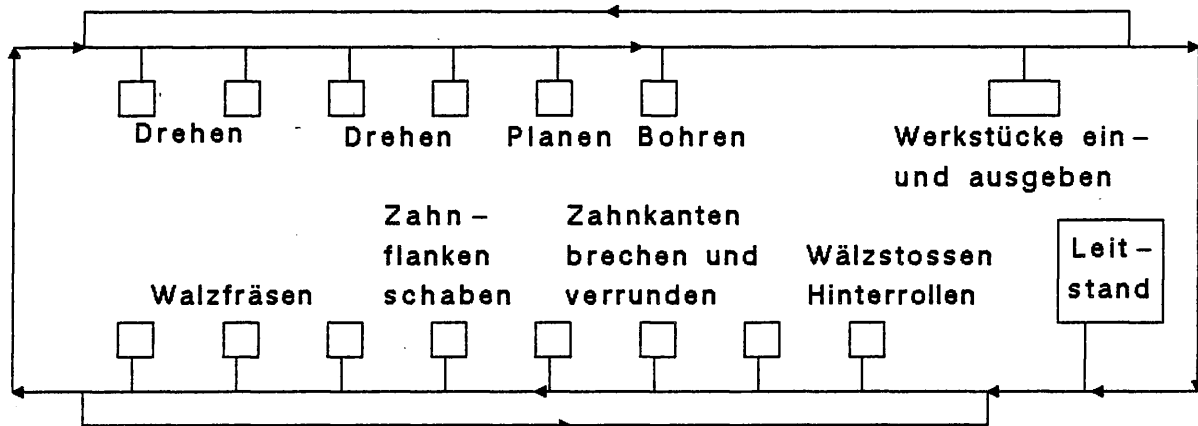 Drehen Drehen Planen Bohren Werkstücke ein-
und ausgeben
Zahn-
flanken
schaben
Zahnkanten
brechen und
verrunden
Wälzstossen
Hinterrollen
Leit-
stand
Walzfräsen